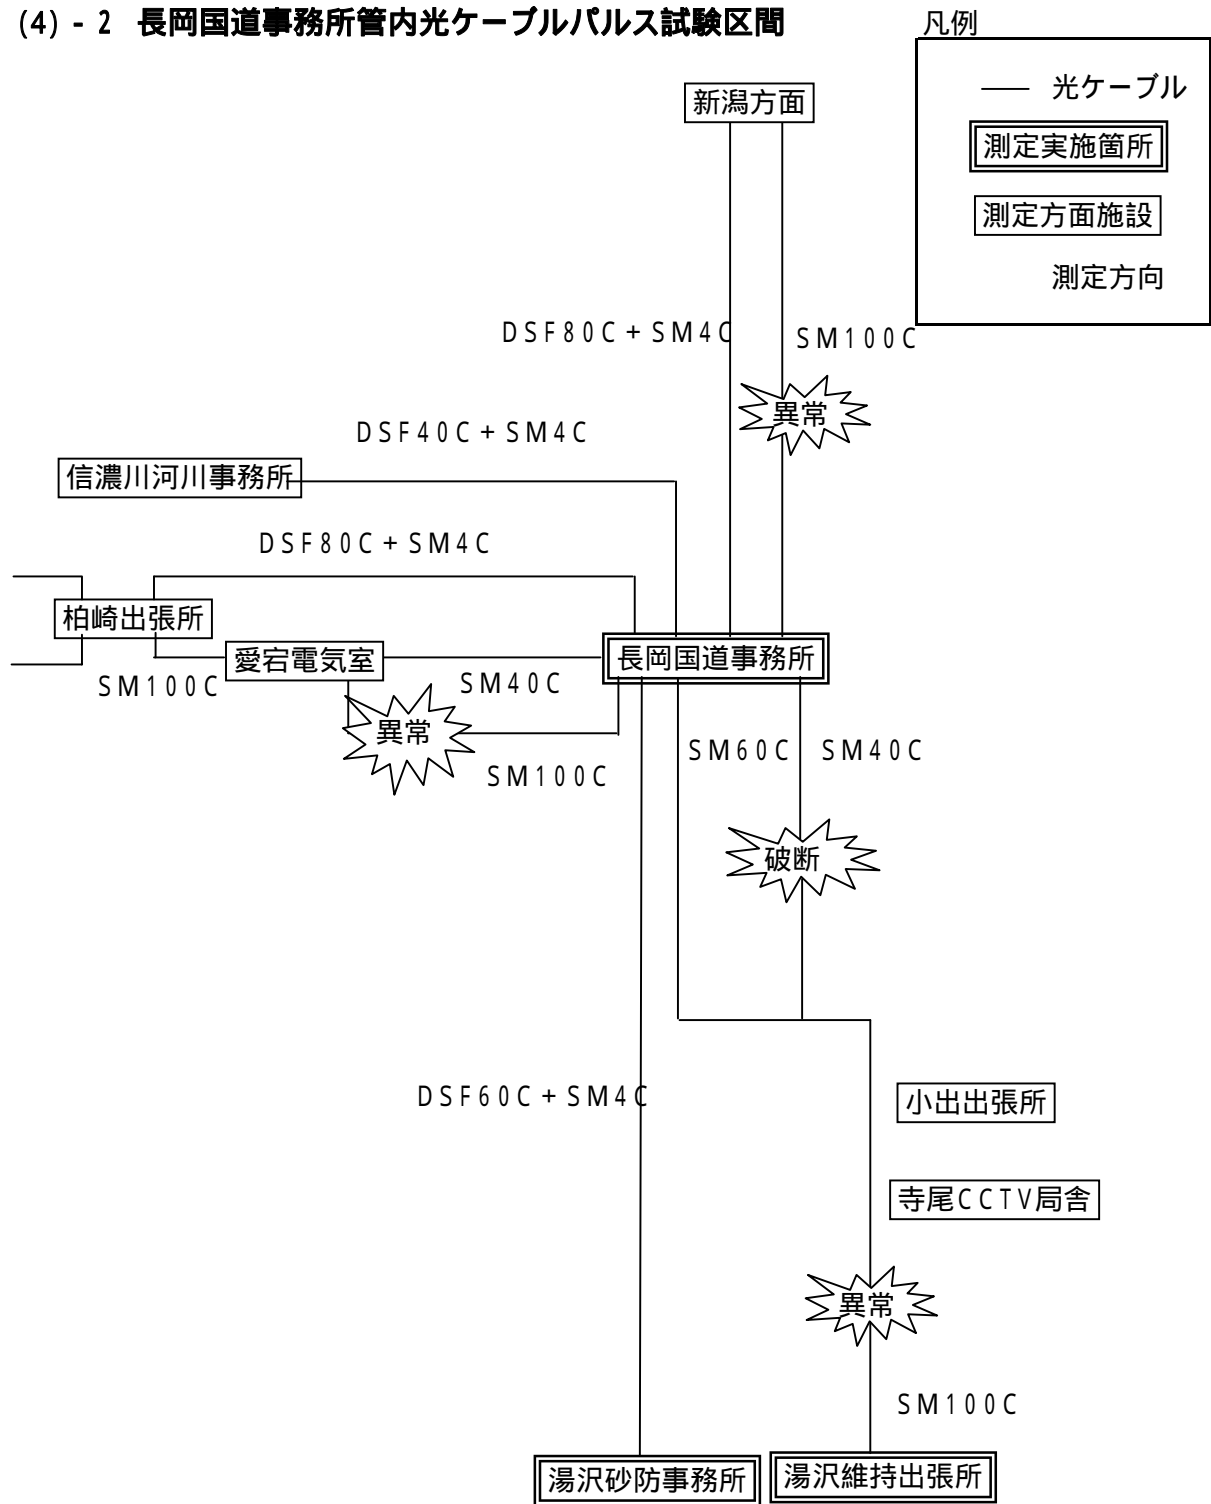 (4)-2 長岡国道事務所管内光ケーブルパルス試験区間
凡例
光ケーブル
測定実施箇所
測定方面施設
測定方向
新潟方面
DSF80C+SM4C
SM100C
異常
DSF40C+SM4C
信濃川河川事務所
DSF80C+SM4C
柏崎出張所
愛宕電気室
長岡国道事務所
SM100C
SM40C
異常
SM100C
SM60C
SM40C
破断
DSF60C+SM4C
小出出張所
寺尾CCTV局舎
異常
SM100C
湯沢砂防事務所
湯沢維持出張所